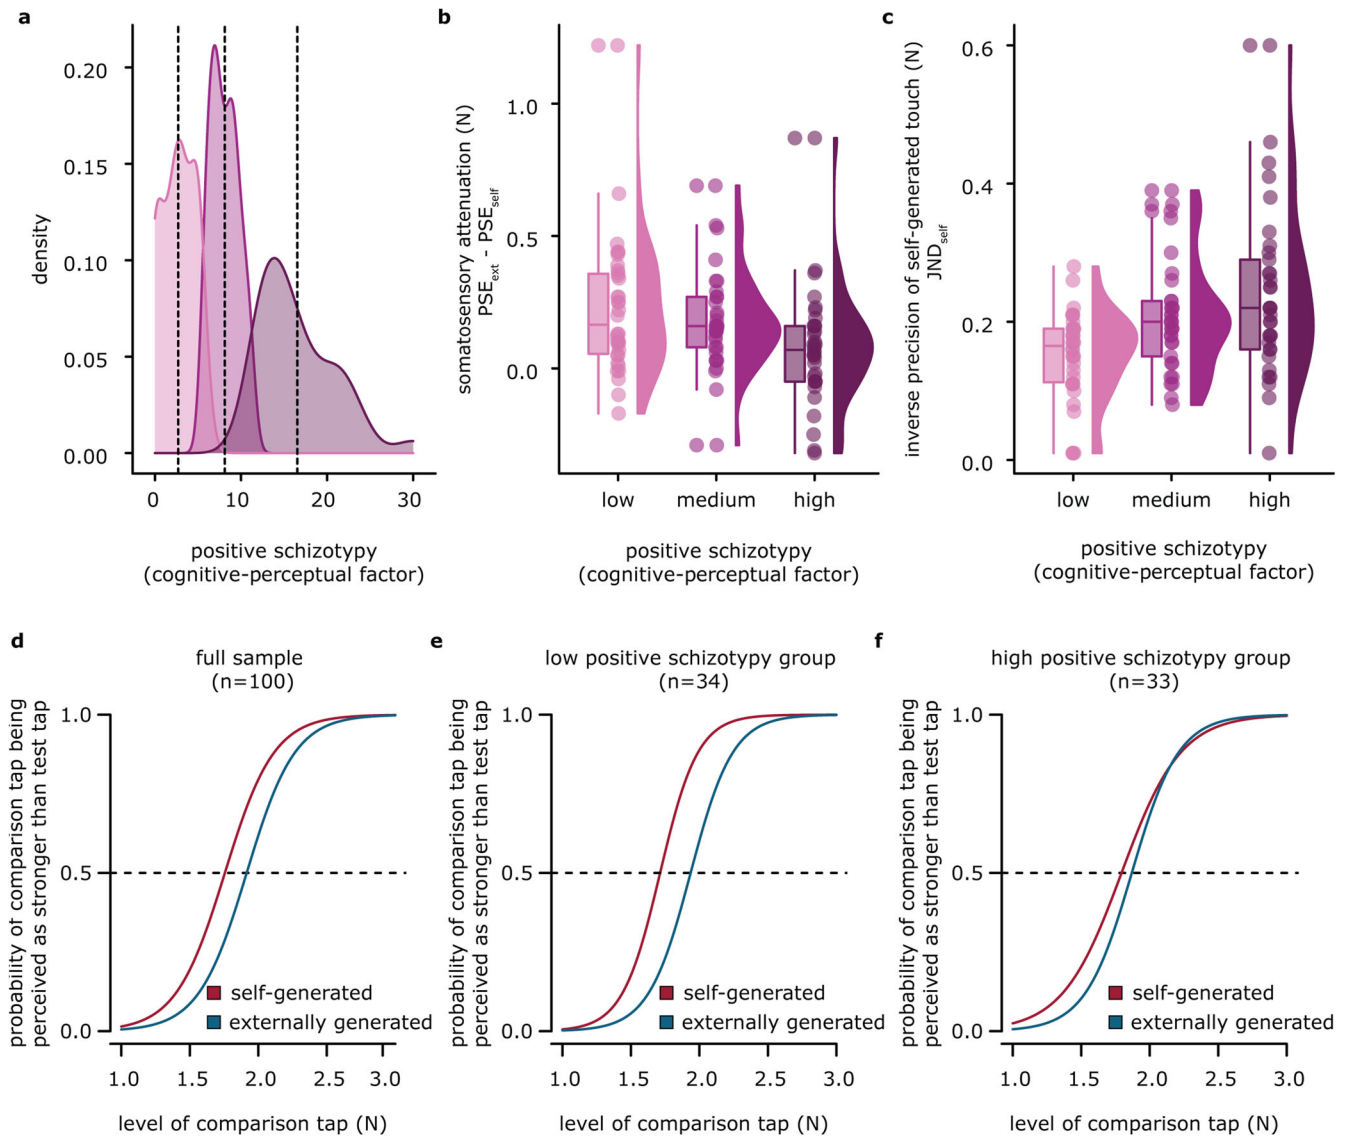 a
0.20
0.15
0.10
0.05
0.00
density
0
10
20
30
positive schizotypy
(cognitive-perceptual factor)
b
somatosensory attenuation (N)
PSEext - PSEself
1.0
0.5
0.0
low
medium
high
positive schizotypy
(cognitive-perceptual factor)
c
inverse precision of self-generated touch (N)
JNDself
0.6
0.4
0.2
0.0
low
medium
high
positive schizotypy
(cognitive-perceptual factor)
d
full sample
(n=100)
probability of comparison tap being
perceived as stronger than test tap
1.0
0.5
0.0
self-generated
externally generated
1.0
1.5
2.0
2.5
3.0
level of comparison tap (N)
e
low positive schizotypy group
(n=34)
probability of comparison tap being
perceived as stronger than test tap
1.0
0.5
0.0
self-generated
externally generated
1.0
1.5
2.0
2.5
3.0
level of comparison tap (N)
f
high positive schizotypy group
(n=33)
probability of comparison tap being
perceived as stronger than test tap
1.0
0.5
0.0
self-generated
externally generated
1.0
1.5
2.0
2.5
3.0
level of comparison tap (N)